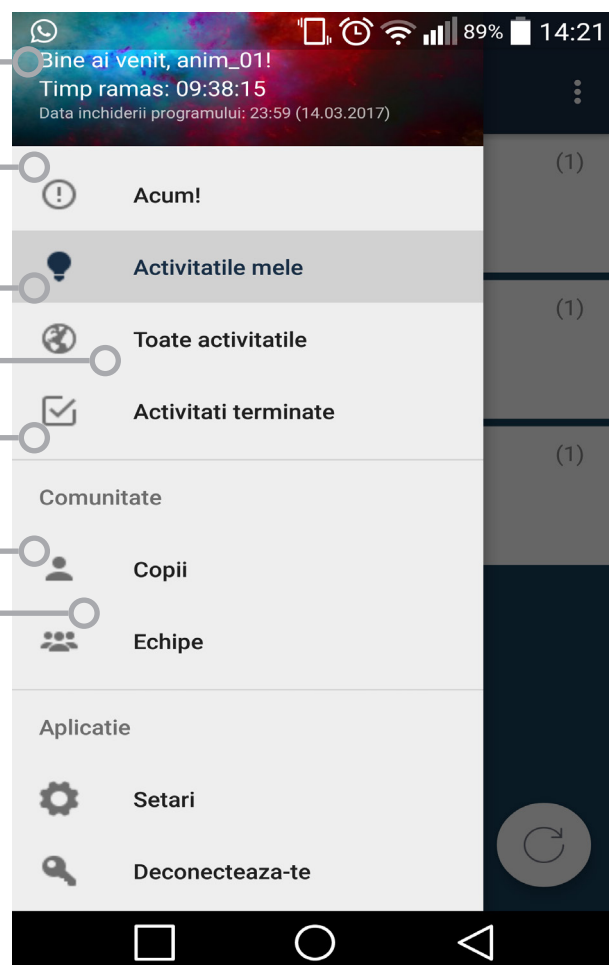 89% 14:21
Bine ai venit, anim_01!
Timp ramas: 09:38:15
Data inchiderii programului: 23:59 (14.03.2017)
(1)
Acum!
Activitatile mele
(1)
Toate activitatile
Activitati terminate
(1)
Comunitate
Copii
Echipe
Aplicatie
Setari
Deconecteaza-te